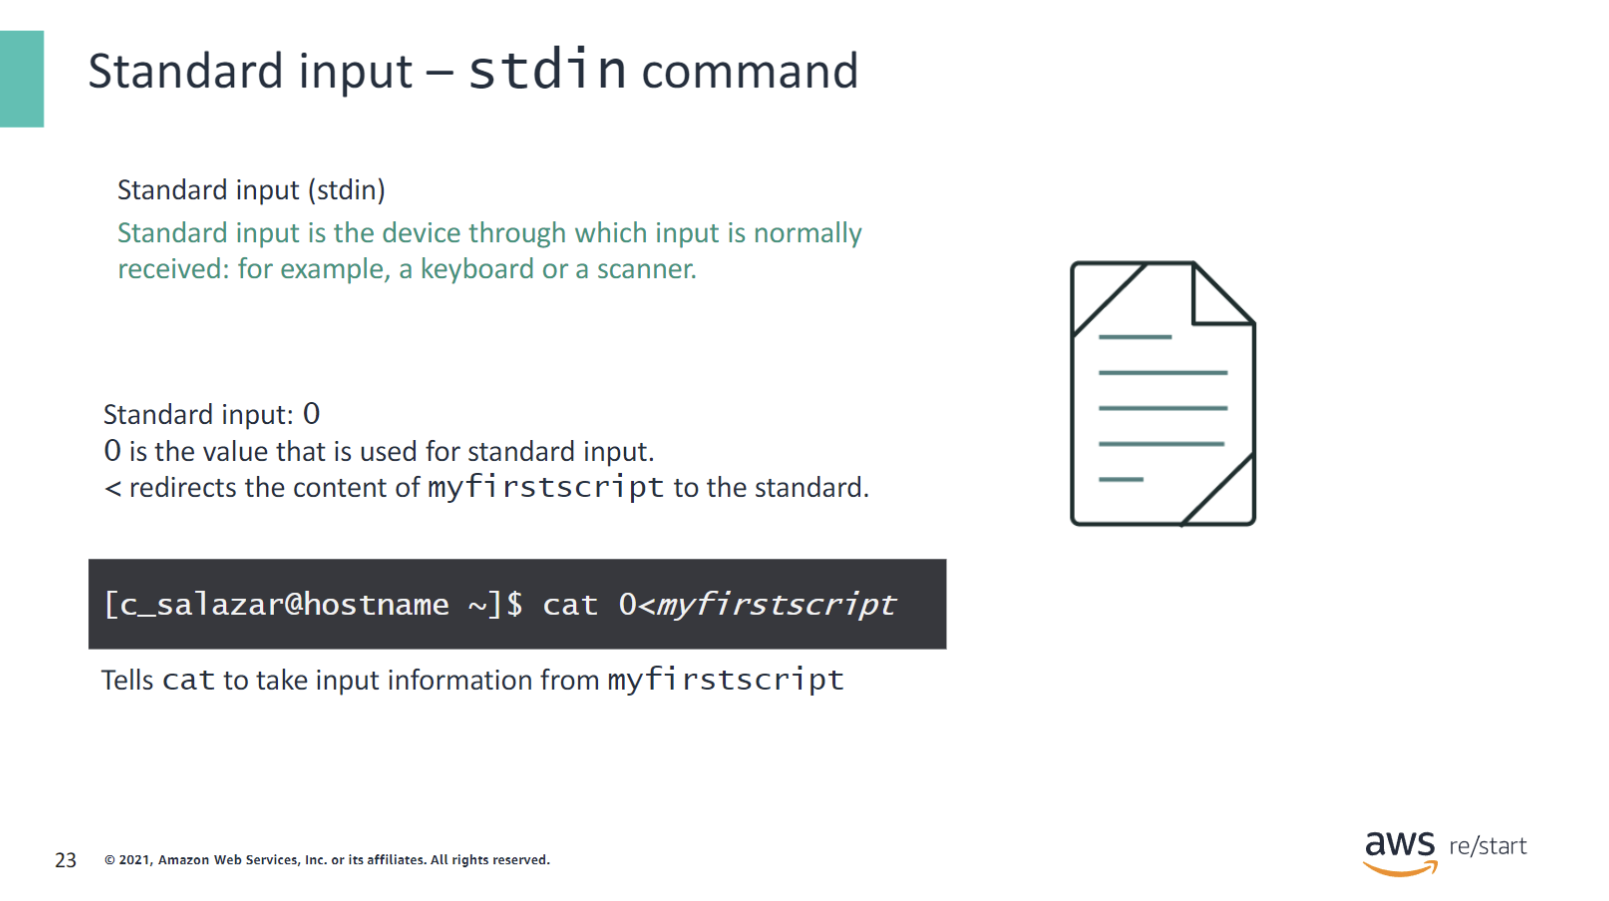 Standard input – stdin command
Standard input (stdin)
Standard input is the device through which input is normally
received: for example, a keyboard or a scanner.
Standard input: 0
0 is the value that is used for standard input.
< redirects the content of myfirstscript to the standard.
[c_salazar@hostname ~]$ cat 0<myfirstscript
Tells cat to take input information from myfirstscript
23 © 2021, Amazon Web Services, Inc. or its affiliates. All rights reserved.
aws re/start